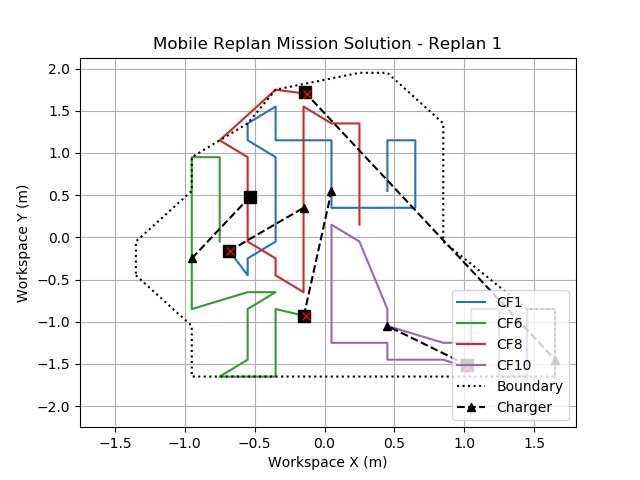 Mobile Replan Mission Solution - Replan 1
Workspace Y (m)
2.0
1.5
1.0
0.5
0.0
−0.5
−1.0
−1.5
−2.0
CF1
CF6
CF8
CF10
Boundary
Charger
−1.5
−1.0
−0.5
0.0
0.5
1.0
1.5
Workspace X (m)